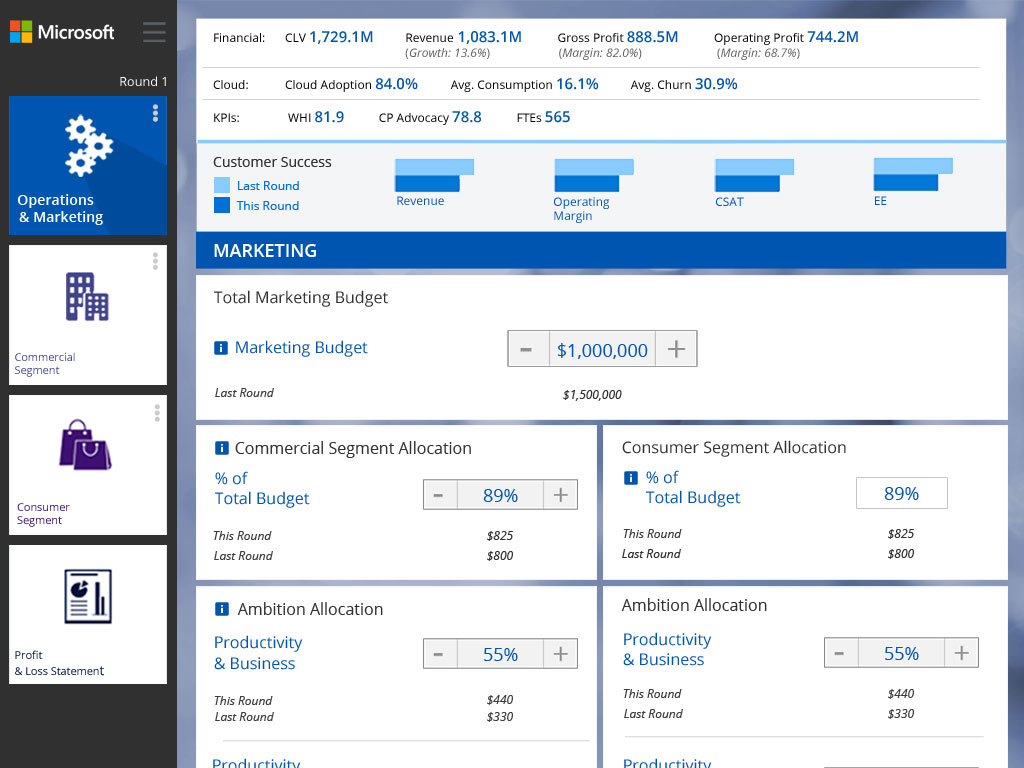 Microsoft
Round 1
Operations
& Marketing
Commercial
Segment
Consumer
Segment
Profit
& Loss Statement
Financial: CLV 1,729.1M Revenue 1,083.1M Gross Profit 888.5M Operating Profit 744.2M
(Growth: 13.6%) (Margin: 82.0%) (Margin: 68.7%)
Cloud: Cloud Adoption 84.0% Avg. Consumption 16.1% Avg. Churn 30.9%
KPIs: WHI 81.9 CP Advocacy 78.8 FTEs 565
Customer Success
Last Round
This Round
Revenue
Operating
Margin
CSAT
EE
MARKETING
Total Marketing Budget
i Marketing Budget - $1,000,000 +
Last Round $1,500,000
i Commercial Segment Allocation
% of
Total Budget - 89% +
This Round $825
Last Round $800
Consumer Segment Allocation
i % of
Total Budget 89%
This Round $825
Last Round $800
i Ambition Allocation
Productivity
& Business - 55% +
This Round $440
Last Round $330
Productivity
Ambition Allocation
Productivity
& Business - 55% +
This Round $440
Last Round $330
Productivity